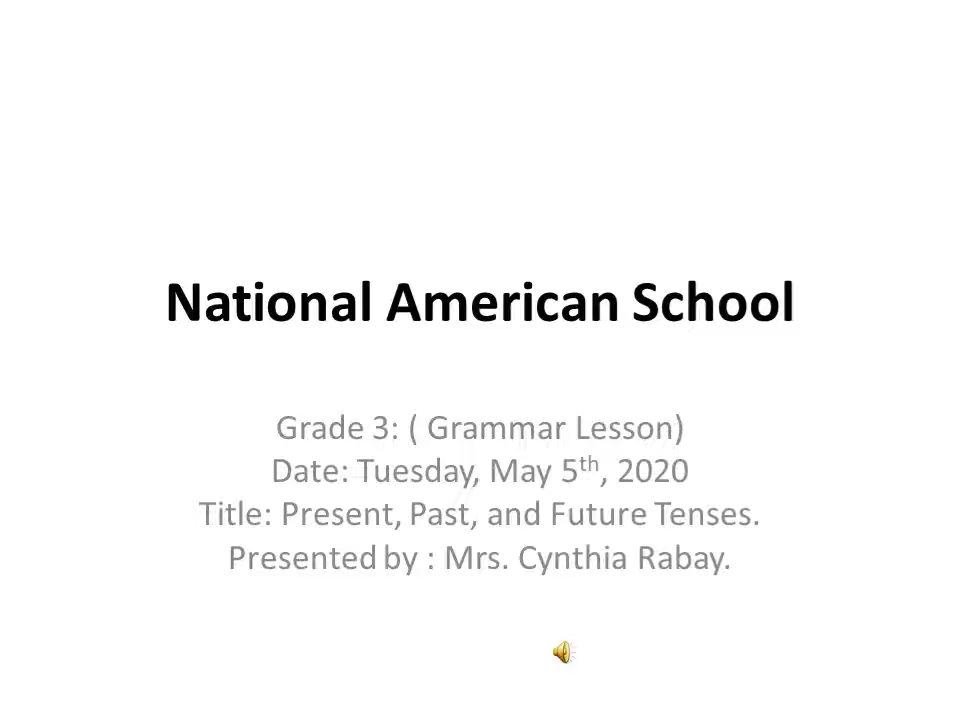 National American School
Grade 3: ( Grammar Lesson)
Date: Tuesday, May 5th, 2020
Title: Present, Past, and Future Tenses.
Presented by : Mrs. Cynthia Rabay.